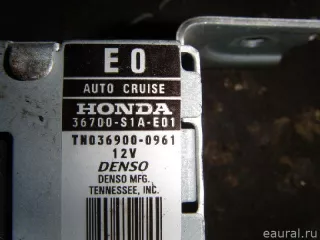 E0
AUTO CRUISE
HONDA
36700-S1A-E01
TN036900-0961
12V
DENSO
DENSO MFG.
TENNESSEE, INC.
eaural.ru